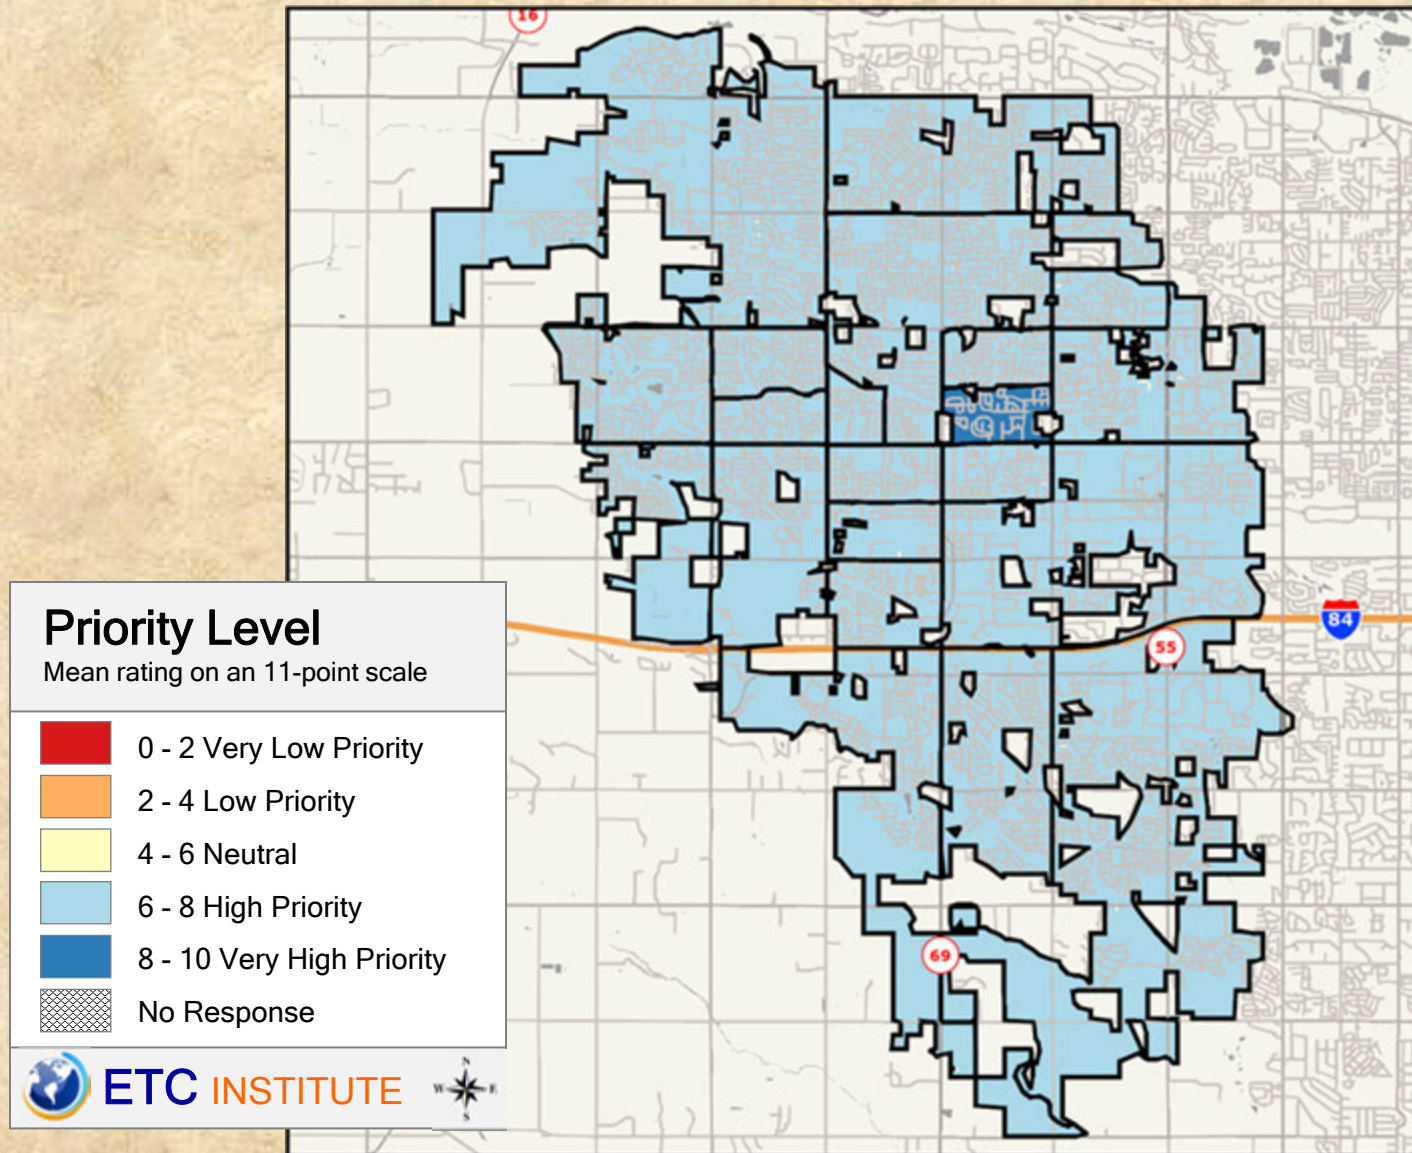 16
84
55
69
Priority Level
Mean rating on an 11-point scale
0 - 2 Very Low Priority
2 - 4 Low Priority
4 - 6 Neutral
6 - 8 High Priority
8 - 10 Very High Priority
No Response
ETC INSTITUTE
N
W E
S